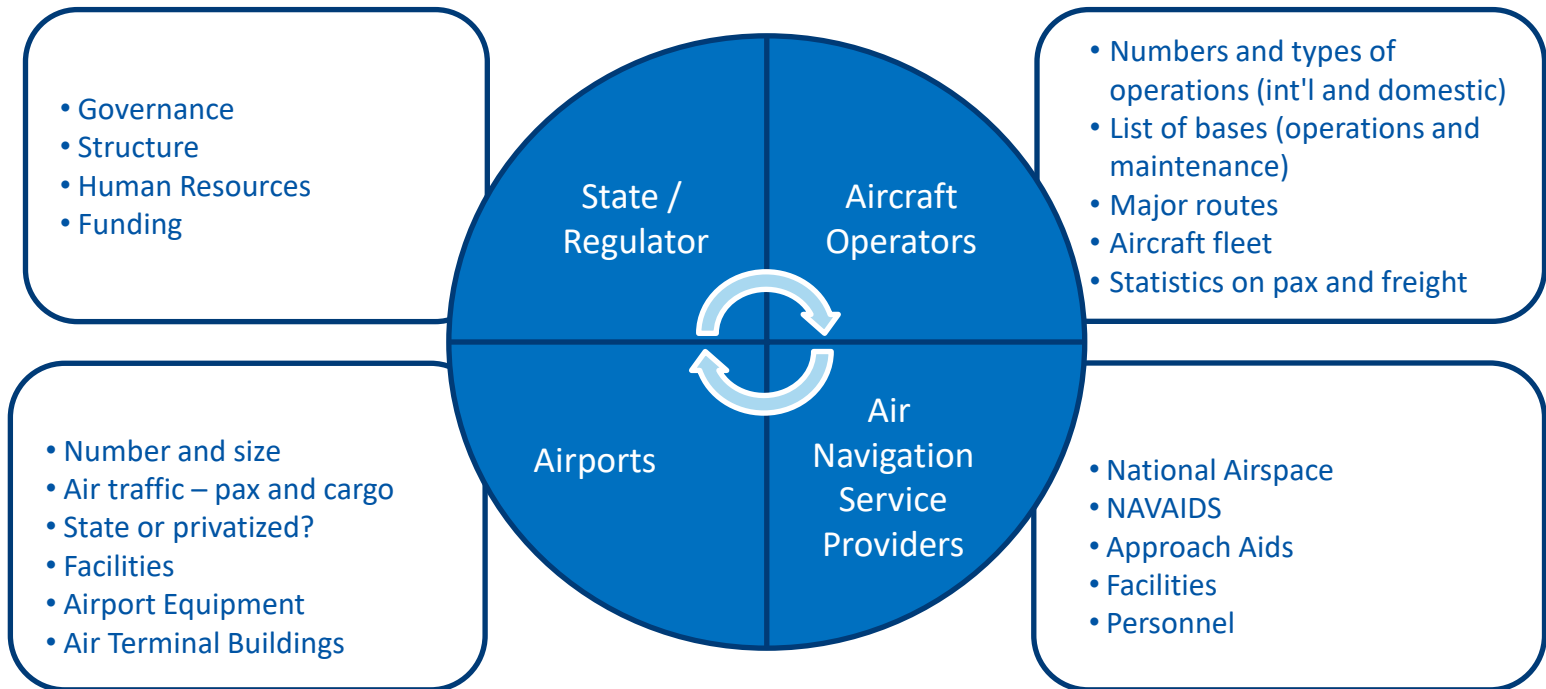 • Governance
• Structure
• Human Resources
• Funding
State /
Regulator
Aircraft
Operators
• Numbers and types of
operations (int'l and domestic)
• List of bases (operations and
maintenance)
• Major routes
• Aircraft fleet
• Statistics on pax and freight
• Number and size
• Air traffic – pax and cargo
• State or privatized?
• Facilities
• Airport Equipment
• Air Terminal Buildings
Airports
Air
Navigation
Service
Providers
• National Airspace
• NAVAIDS
• Approach Aids
• Facilities
• Personnel